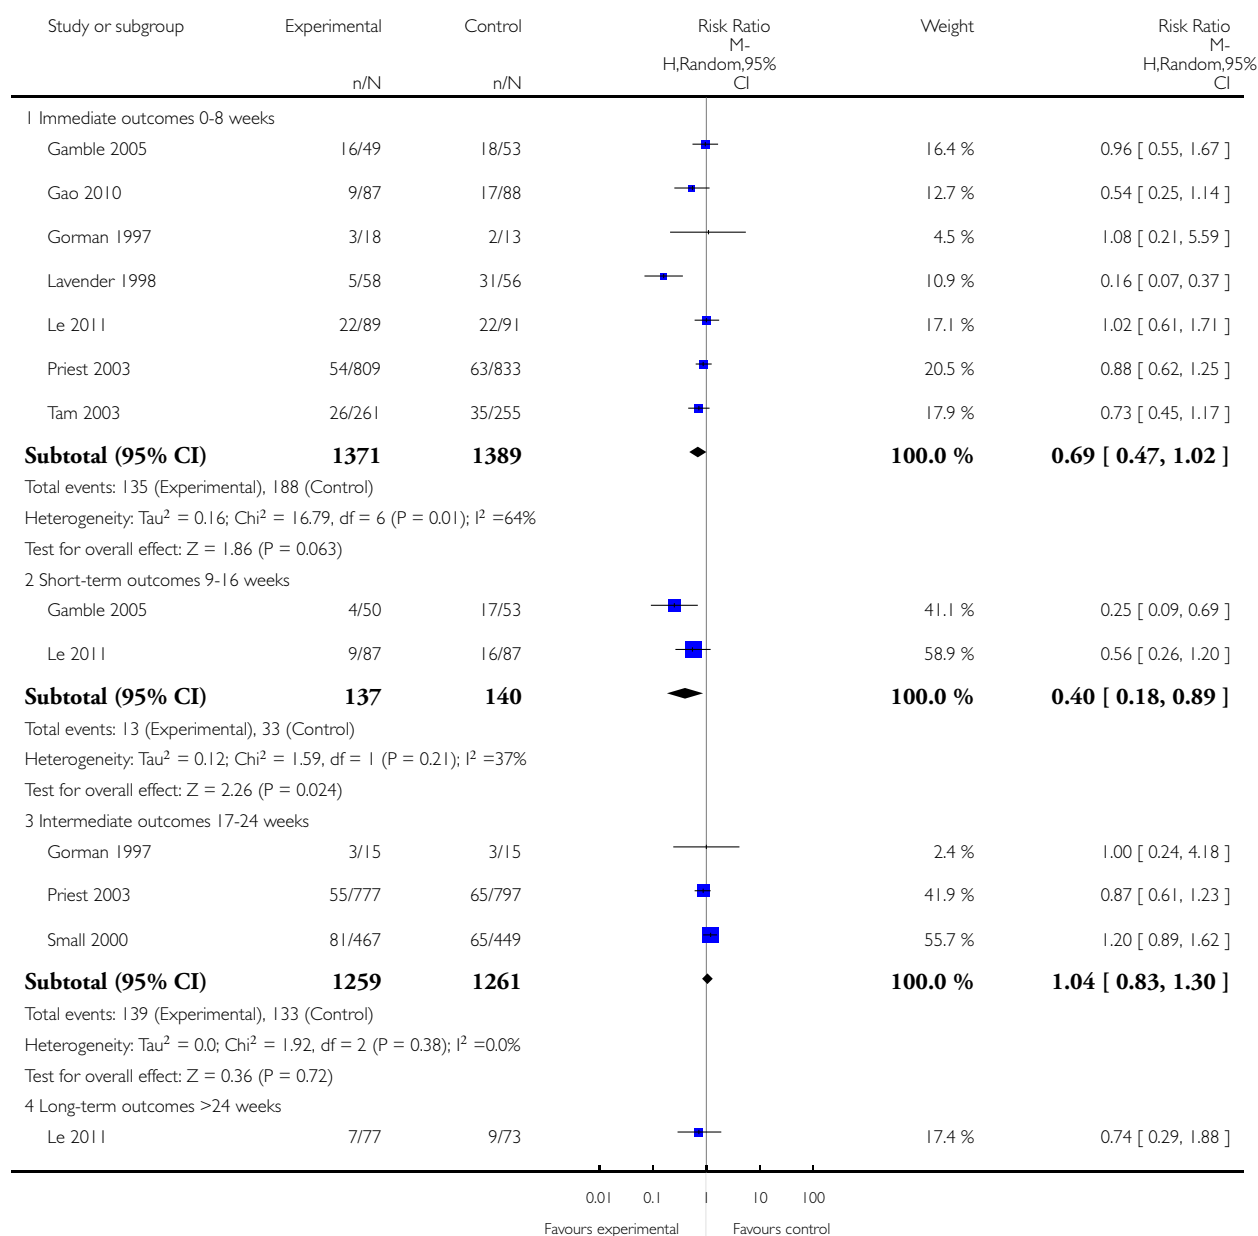 Study or subgroup Experimental Control Risk Ratio Weight Risk Ratio
M- M-
H,Random,95% H,Random,95%
n/N n/N CI CI
1 Immediate outcomes 0-8 weeks
Gamble 2005 16/49 18/53 16.4 % 0.96 [ 0.55, 1.67 ]
Gao 2010 9/87 17/88 12.7 % 0.54 [ 0.25, 1.14 ]
Gorman 1997 3/18 2/13 4.5 % 1.08 [ 0.21, 5.59 ]
Lavender 1998 5/58 31/56 10.9 % 0.16 [ 0.07, 0.37 ]
Le 2011 22/89 22/91 17.1 % 1.02 [ 0.61, 1.71 ]
Priest 2003 54/809 63/833 20.5 % 0.88 [ 0.62, 1.25 ]
Tam 2003 26/261 35/255 17.9 % 0.73 [ 0.45, 1.17 ]
Subtotal (95% CI) 1371 1389 100.0 % 0.69 [ 0.47, 1.02 ]
Total events: 135 (Experimental), 188 (Control)
Heterogeneity: Tau² = 0.16; Chi² = 16.79, df = 6 (P = 0.01); I² =64%
Test for overall effect: Z = 1.86 (P = 0.063)
2 Short-term outcomes 9-16 weeks
Gamble 2005 4/50 17/53 41.1 % 0.25 [ 0.09, 0.69 ]
Le 2011 9/87 16/87 58.9 % 0.56 [ 0.26, 1.20 ]
Subtotal (95% CI) 137 140 100.0 % 0.40 [ 0.18, 0.89 ]
Total events: 13 (Experimental), 33 (Control)
Heterogeneity: Tau² = 0.12; Chi² = 1.59, df = 1 (P = 0.21); I² =37%
Test for overall effect: Z = 2.26 (P = 0.024)
3 Intermediate outcomes 17-24 weeks
Gorman 1997 3/15 3/15 2.4 % 1.00 [ 0.24, 4.18 ]
Priest 2003 55/777 65/797 41.9 % 0.87 [ 0.61, 1.23 ]
Small 2000 81/467 65/449 55.7 % 1.20 [ 0.89, 1.62 ]
Subtotal (95% CI) 1259 1261 100.0 % 1.04 [ 0.83, 1.30 ]
Total events: 139 (Experimental), 133 (Control)
Heterogeneity: Tau² = 0.0; Chi² = 1.92, df = 2 (P = 0.38); I² =0.0%
Test for overall effect: Z = 0.36 (P = 0.72)
4 Long-term outcomes >24 weeks
Le 2011 7/77 9/73 17.4 % 0.74 [ 0.29, 1.88 ]
0.01 0.1 1 10 100
Favours experimental Favours control